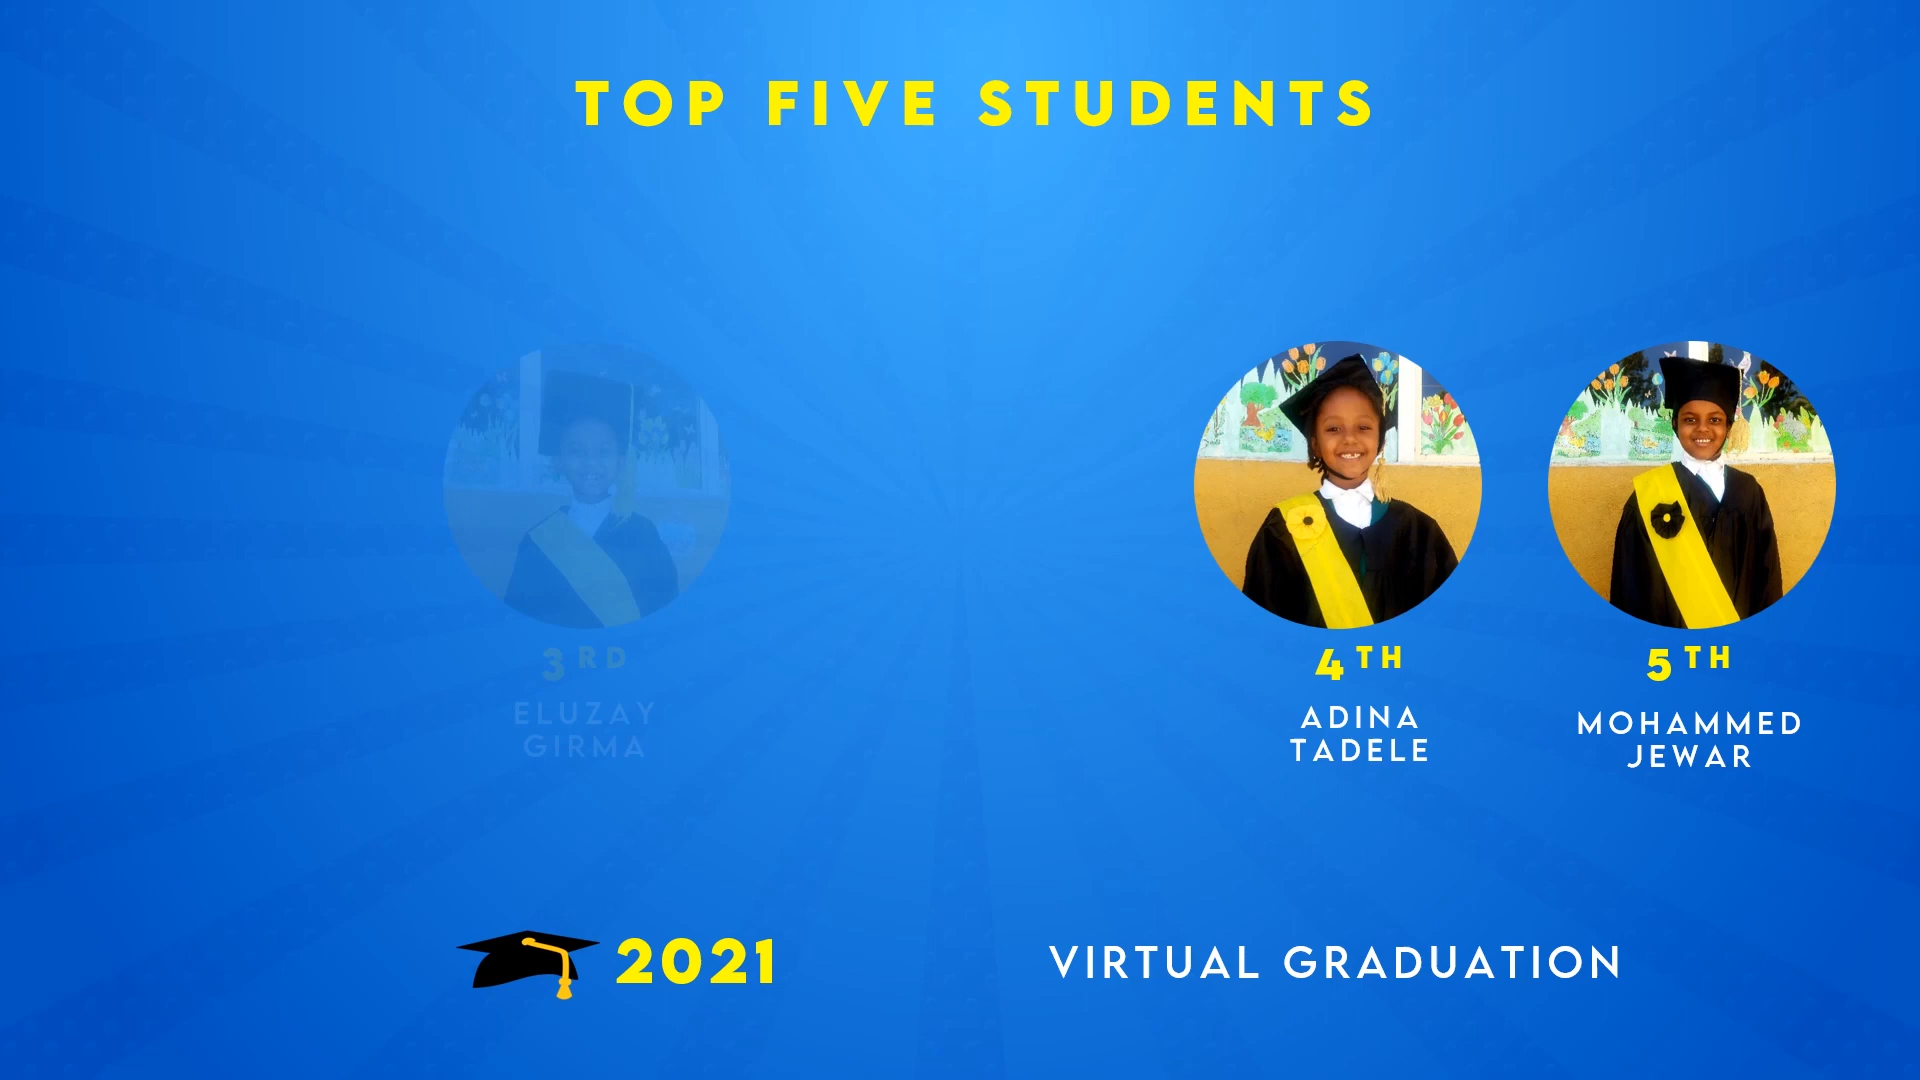 TOP FIVE STUDENTS
3RD
ELUZAY
GIRMA
4TH
ADINA
TADELE
5TH
MOHAMMED
JEWAR
2021
VIRTUAL GRADUATION